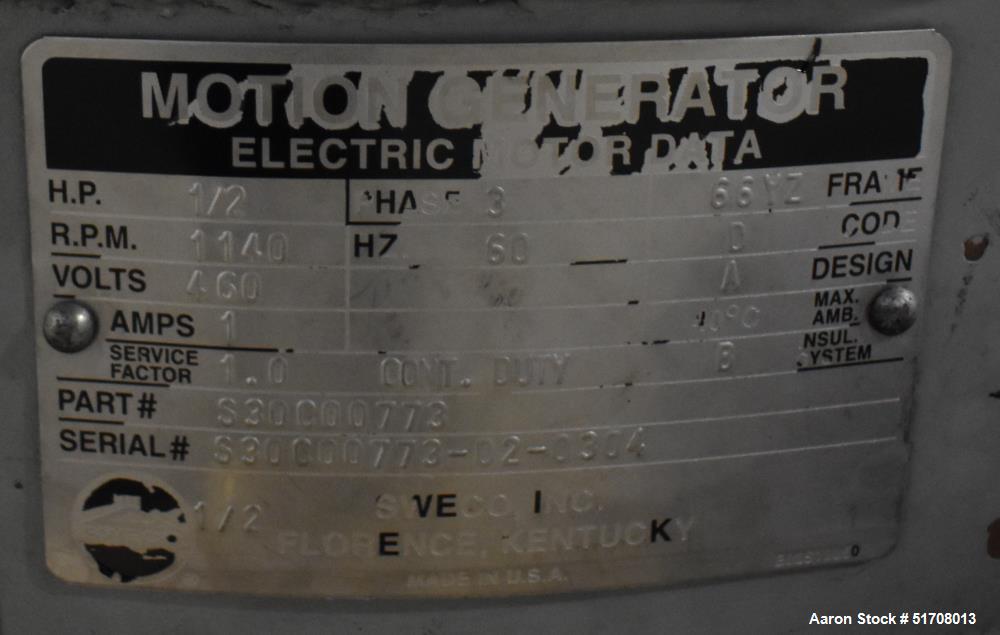 MOTION GENERATOR
ELECTRIC MOTOR DATA
H.P. 1/2 PHASE 3 66YZ FRAME
R.P.M. 1140 HZ. 60 D CODE
VOLTS 460 A DESIGN
AMPS 1 40°C MAX. AMB.
SERVICE FACTOR 1.0 CONT. DUTY B INSUL. SYSTEM
PART# S30C00773
SERIAL# S30C00773-02-0304
1/2 SWECO, INC.
FLORENCE, KENTUCKY
MADE IN U.S.A.
Aaron Stock # 51708013